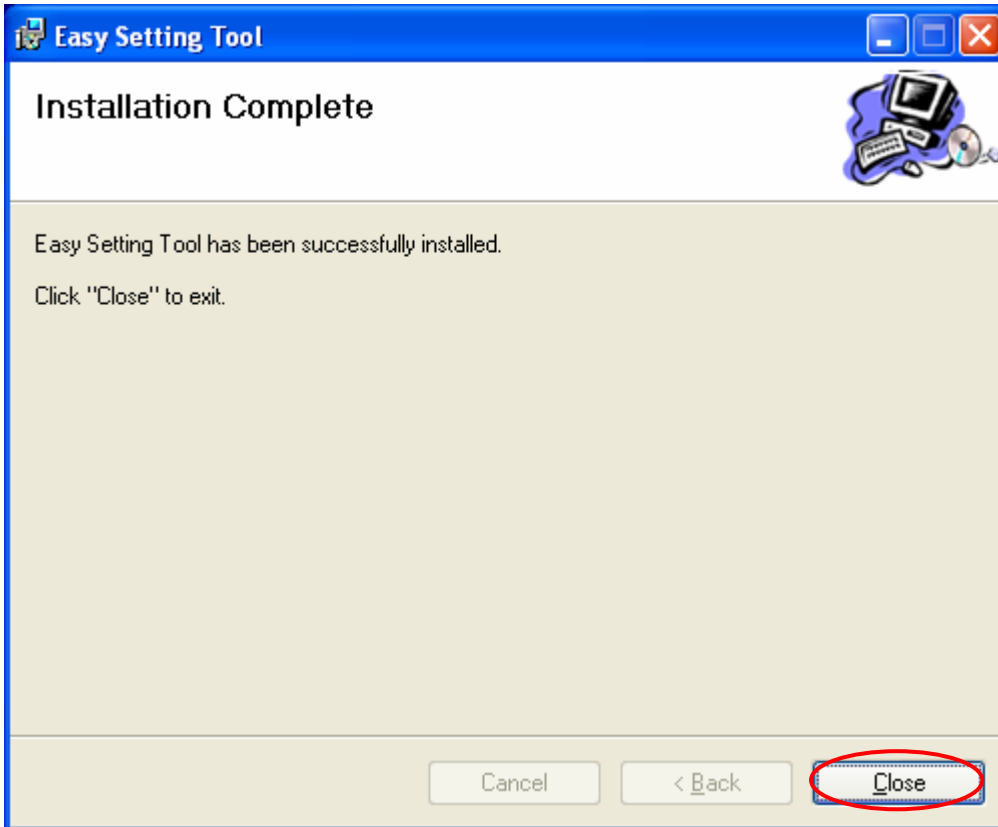 Easy Setting Tool
Installation Complete
Easy Setting Tool has been successfully installed.
Click "Close" to exit.
Cancel
< Back
Close